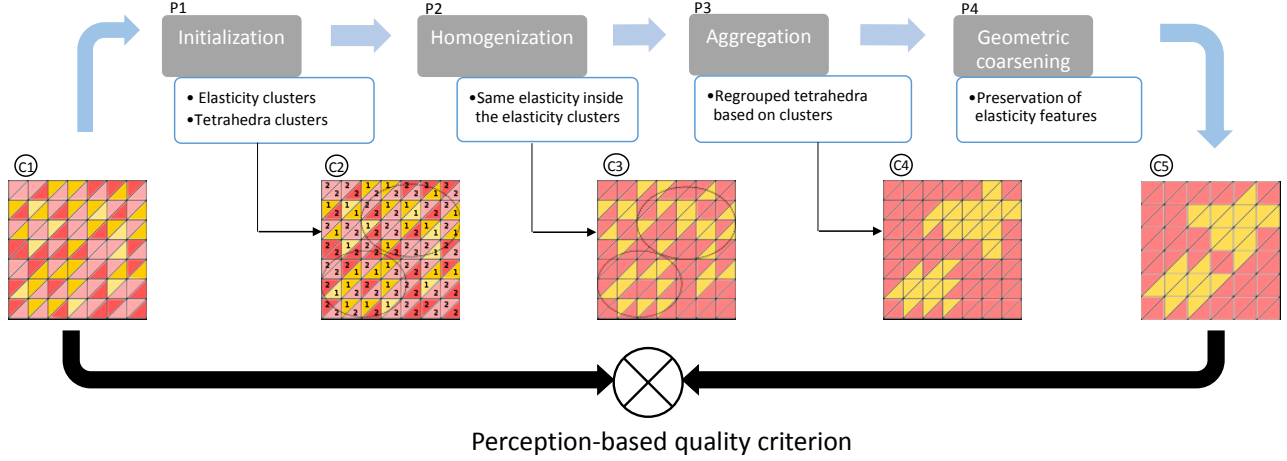 P1
P2
P3
P4
Initialization
Homogenization
Aggregation
Geometric
coarsening
• Elasticity clusters
•Tetrahedra clusters
•Same elasticity inside
the elasticity clusters
•Regrouped tetrahedra
based on clusters
•Preservation of
elasticity features
C1
C2
C3
C4
C5
Perception-based quality criterion